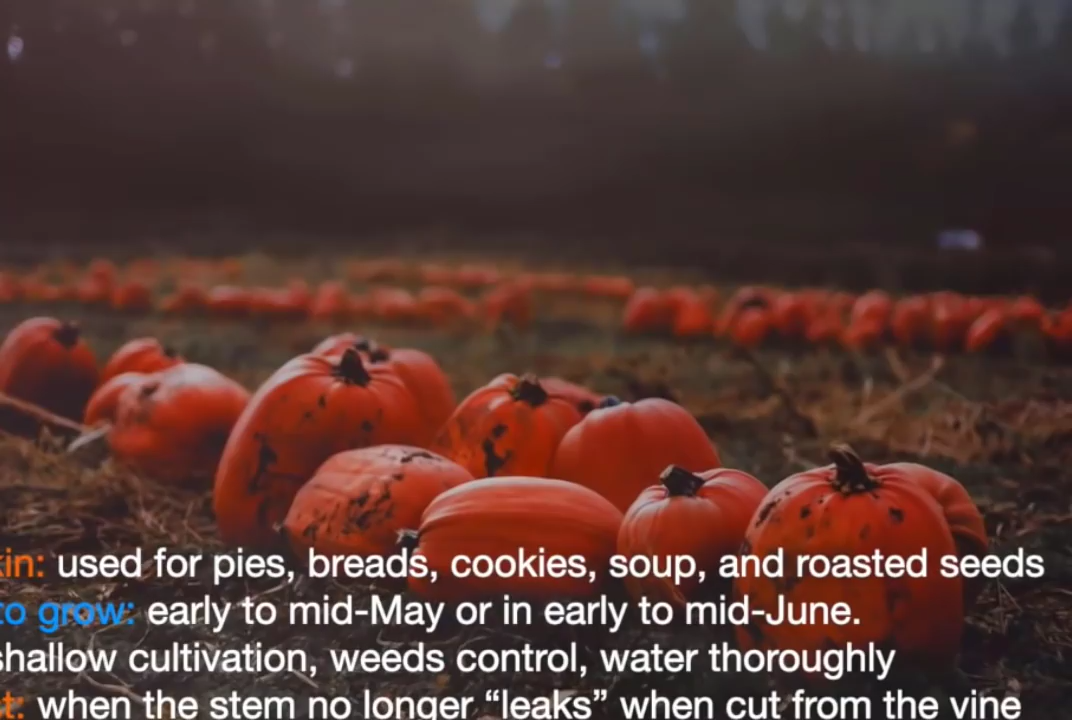 in: used for pies, breads, cookies, soup, and roasted seeds
to grow: early to mid-May or in early to mid-June.
shallow cultivation, weeds control, water thoroughly
t: when the stem no longer “leaks” when cut from the vine